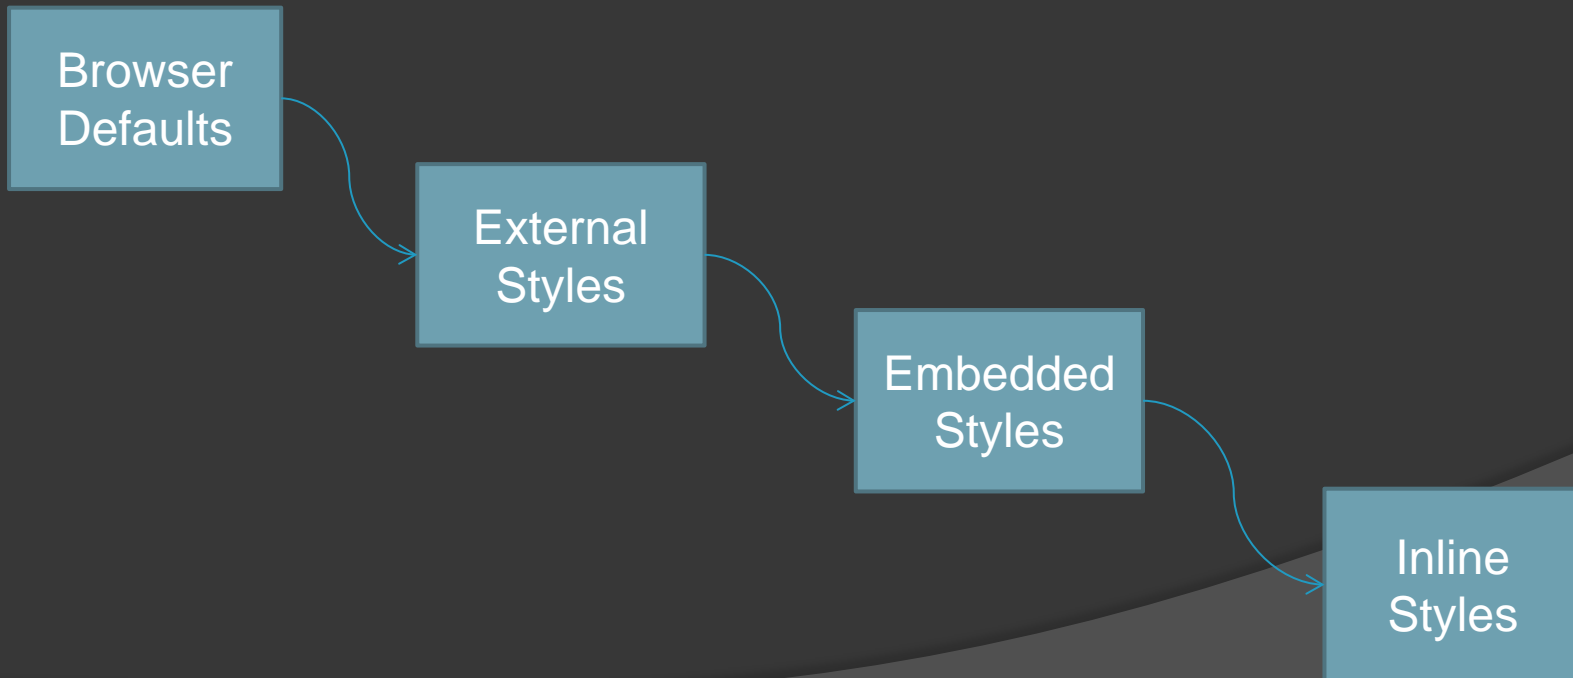 Browser
Defaults
External
Styles
Embedded
Styles
Inline
Styles